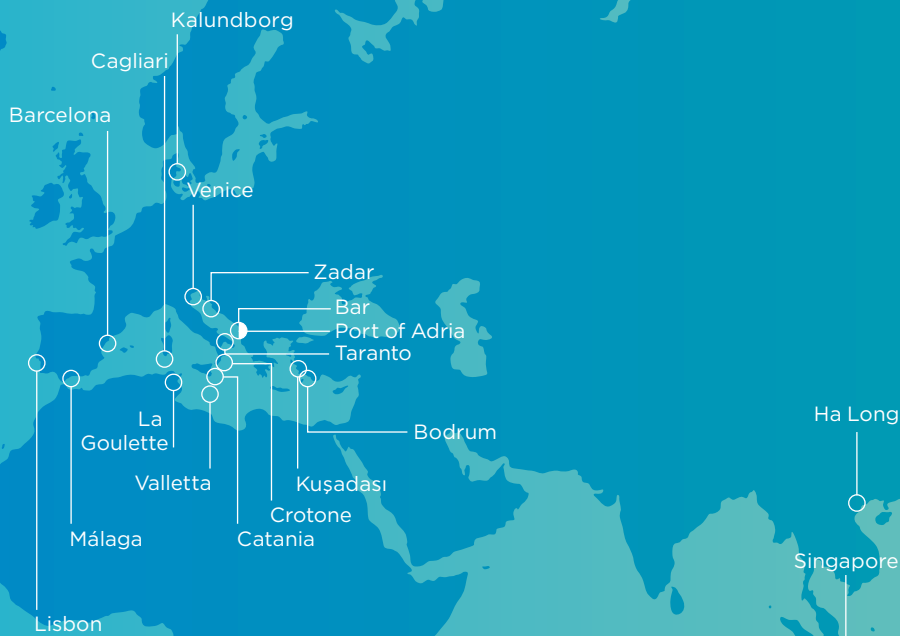 Kalundborg
Cagliari
Barcelona
Venice
Zadar
Bar
Port of Adria
Taranto
Ha Long
La
Goulette
Bodrum
Valletta
Kuşadası
Crotone
Málaga
Catania
Singapore
Lisbon